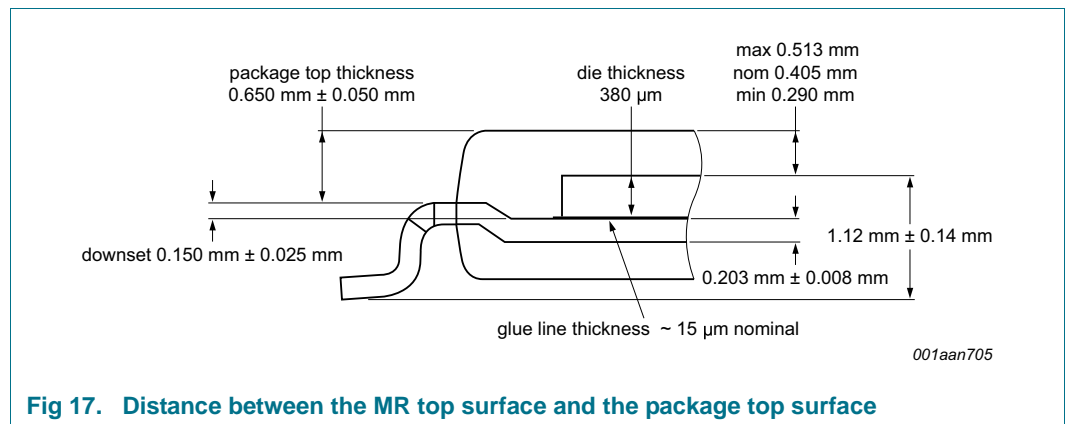 max 0.513 mm
nom 0.405 mm
min 0.290 mm
package top thickness
0.650 mm ± 0.050 mm
die thickness
380 µm
downset 0.150 mm ± 0.025 mm
1.12 mm ± 0.14 mm
0.203 mm ± 0.008 mm
glue line thickness ~ 15 µm nominal
001aan705
Fig 17. Distance between the MR top surface and the package top surface